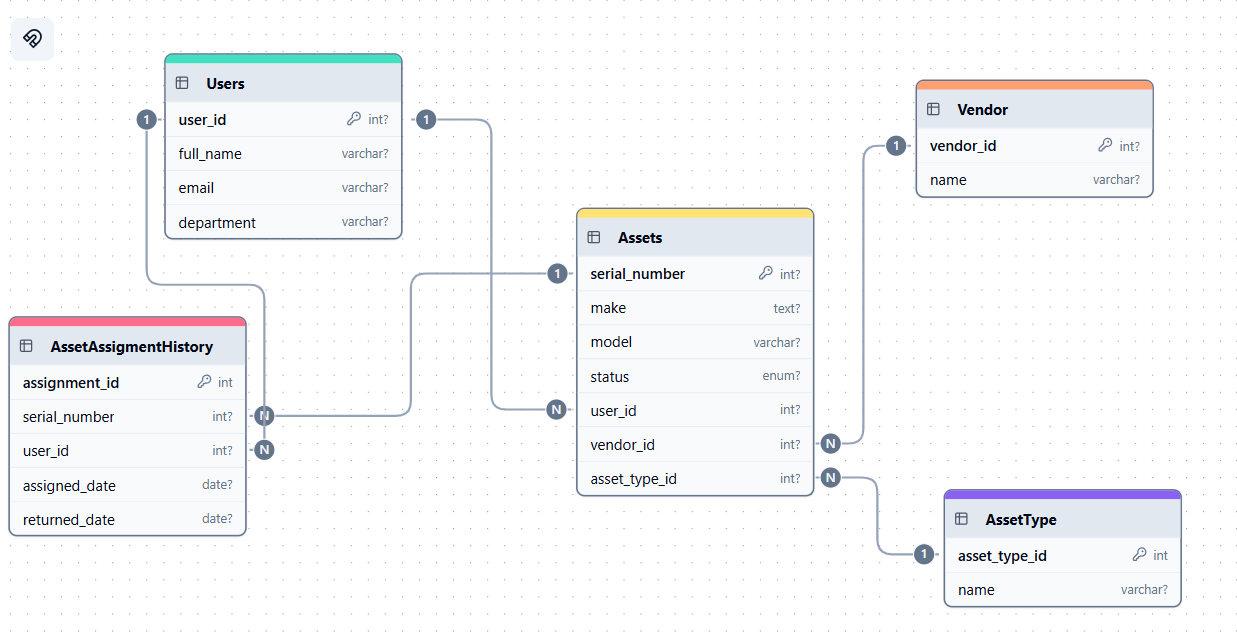 Users
user_id int?
full_name varchar?
email varchar?
department varchar?
1
1
AssetAssigmentHistory
assignment_id int
serial_number int?
user_id int?
assigned_date date?
returned_date date?
N
N
Assets
serial_number int?
make text?
model varchar?
status enum?
user_id int?
vendor_id int?
asset_type_id int?
1
N
N
N
Vendor
vendor_id int?
name varchar?
1
AssetType
asset_type_id int
name varchar?
1